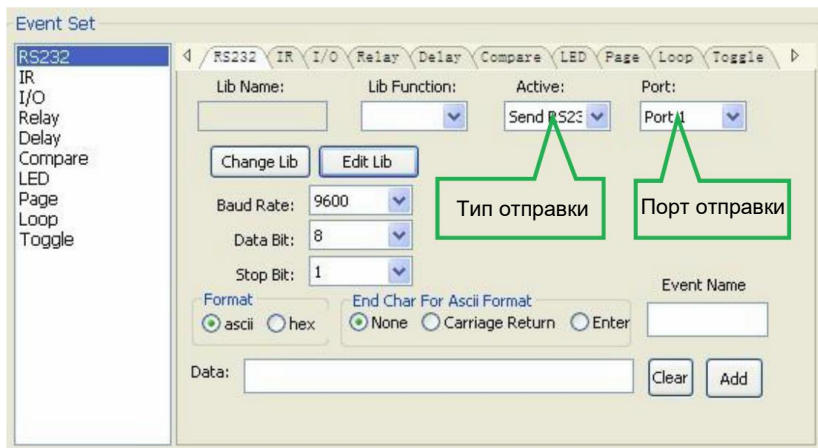 Event Set
RS232
IR
I/O
Relay
Delay
Compare
LED
Page
Loop
Toggle
RS232 IR I/O Relay Delay Compare LED Page Loop Toggle
Lib Name: Lib Function: Active: Port:
Send RS23 Port 1
Change Lib Edit Lib
Baud Rate: 9600
Тип отправки Порт отправки
Data Bit: 8
Stop Bit: 1
Event Name
Format End Char For Ascii Format
ascii hex None Carriage Return Enter
Data: Clear Add